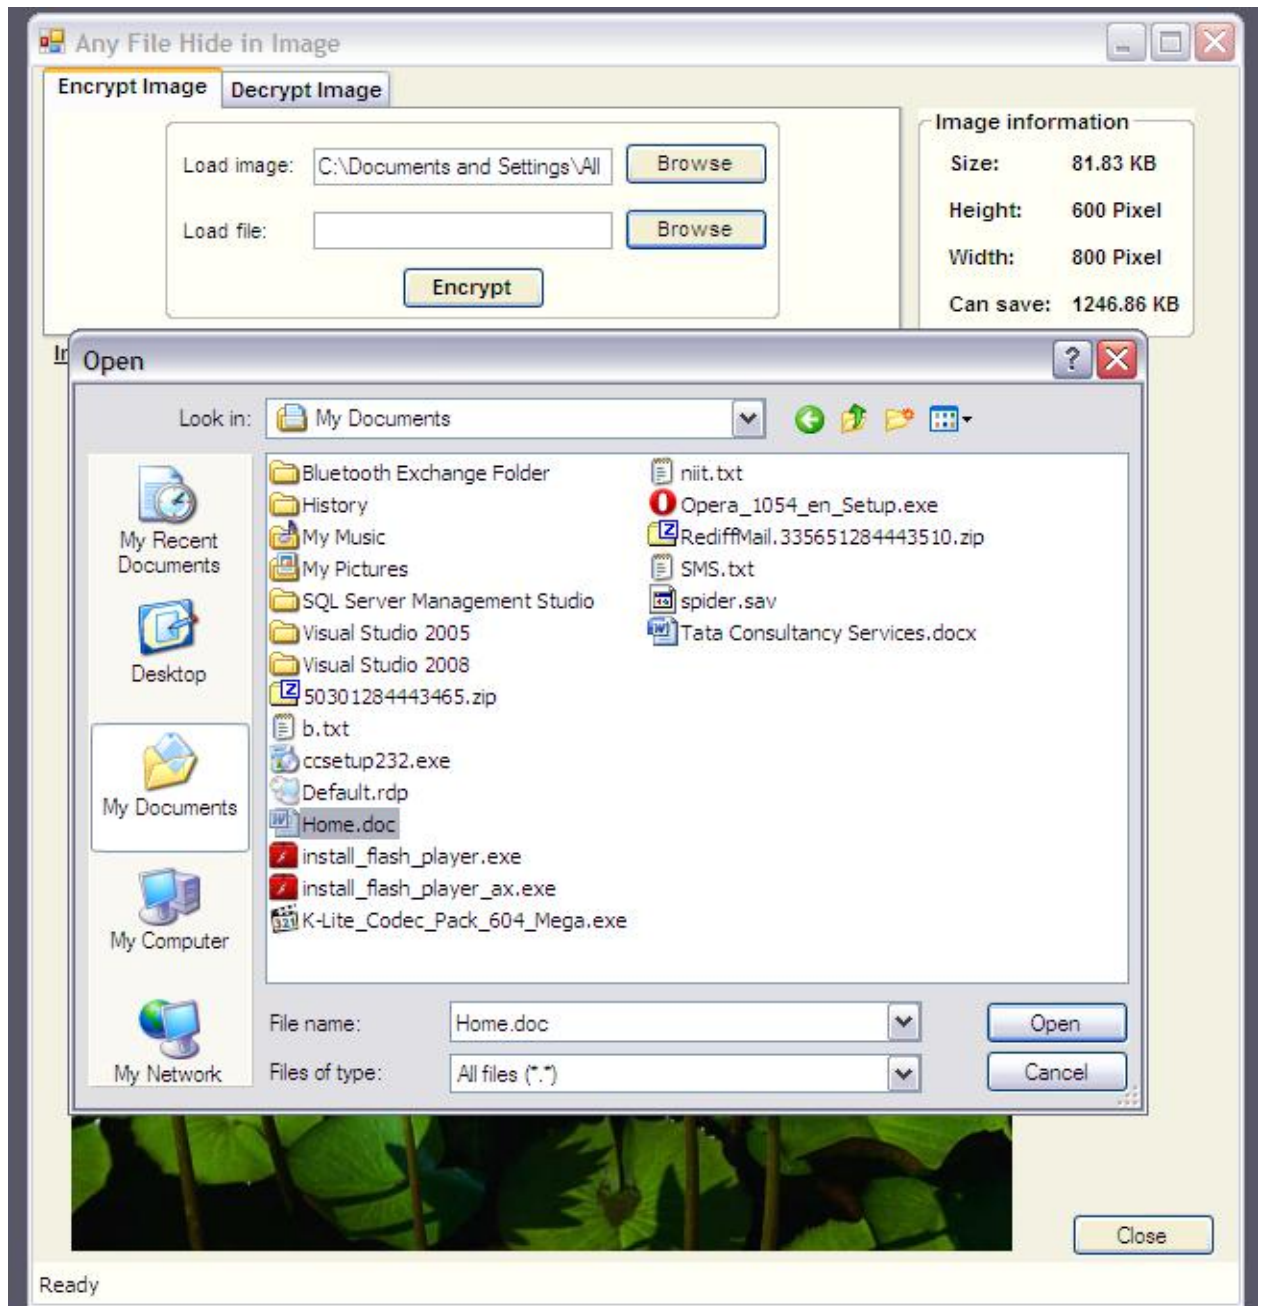 Any File Hide in Image
Encrypt Image
Decrypt Image
Load image:
C:\Documents and Settings\All
Browse
Load file:
Browse
Encrypt
Image information
Size: 81.83 KB
Height: 600 Pixel
Width: 800 Pixel
Can save: 1246.86 KB
Open
Look in:
My Documents
My Recent
Documents
Desktop
My Documents
My Computer
My Network
Bluetooth Exchange Folder
History
My Music
My Pictures
SQL Server Management Studio
Visual Studio 2005
Visual Studio 2008
50301284443465.zip
b.txt
ccsetup232.exe
Default.rdp
Home.doc
install_flash_player.exe
install_flash_player_ax.exe
K-Lite_Codec_Pack_604_Mega.exe
niit.txt
Opera_1054_en_Setup.exe
RediffMail.335651284443510.zip
SMS.txt
spider.sav
Tata Consultancy Services.docx
File name:
Home.doc
Open
Files of type:
All files (*.*)
Cancel
Close
Ready